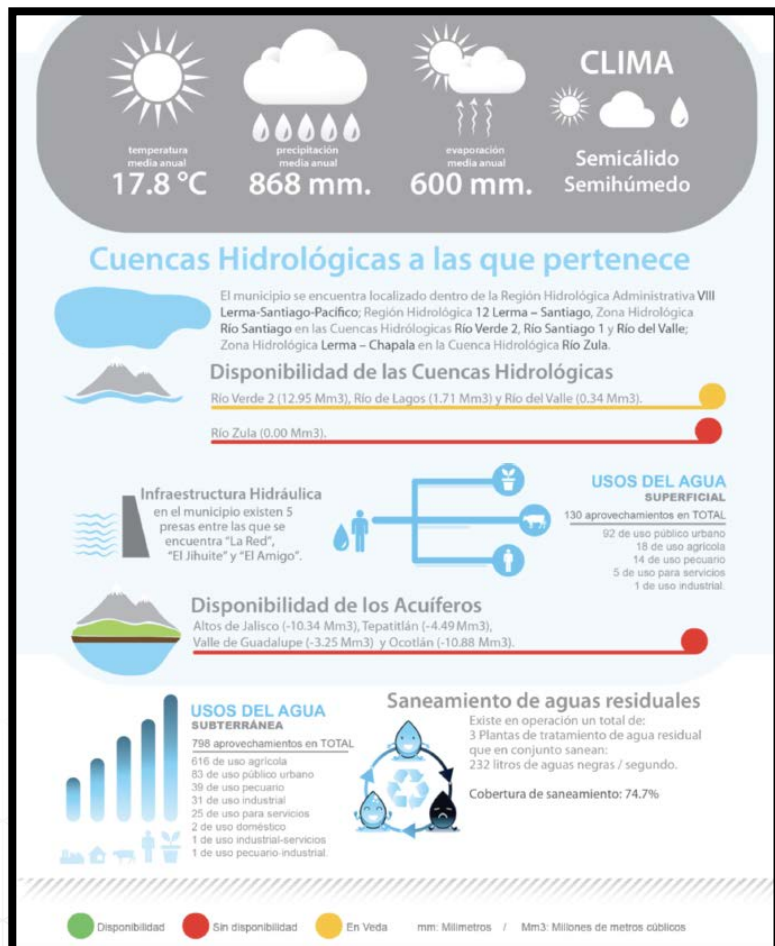 temperatura
media anual
17.8 °C
precipitación
media anual
868 mm.
evaporación
media anual
600 mm.
CLIMA
Semicálido
Semihúmedo
Cuencas Hidrológicas a las que pertenece
El municipio se encuentra localizado dentro de la Región Hidrológica Administrativa VIII
Lerma-Santiago-Pacífico; Región Hidrológica 12 Lerma – Santiago, Zona Hidrológica
Río Santiago en las Cuencas Hidrólogicas Río Verde 2, Río Santiago 1 y Río del Valle;
Zona Hidrológica Lerma – Chapala en la Cuenca Hidrológica Río Zula.
Disponibilidad de las Cuencas Hidrológicas
Río Verde 2 (12.95 Mm3), Río de Lagos (1.71 Mm3) y Río del Valle (0.34 Mm3).
Río Zula (0.00 Mm3).
Infraestructura Hidráulica
en el municipio existen 5
presas entre las que se
encuentra “La Red”,
“El Jihuite” y “El Amigo”.
USOS DEL AGUA
SUPERFICIAL
130 aprovechamientos en TOTAL
92 de uso público urbano
18 de uso agrícola
14 de uso pecuario
5 de uso para servicios
1 de uso industrial.
Disponibilidad de los Acuíferos
Altos de Jalisco (-10.34 Mm3), Tepatitlán (-4.49 Mm3),
Valle de Guadalupe (-3.25 Mm3) y Ocotlán (-10.88 Mm3).
USOS DEL AGUA
SUBTERRÁNEA
798 aprovechamientos en TOTAL
616 de uso agrícola
83 de uso público urbano
39 de uso pecuario
31 de uso industrial
25 de uso para servicios
2 de uso doméstico
1 de uso industrial-servicios
1 de uso pecuario-industrial.
Saneamiento de aguas residuales
Existe en operación un total de:
3 Plantas de tratamiento de agua residual
que en conjunto sanean:
232 litros de aguas negras / segundo.
Cobertura de saneamiento: 74.7%
Disponibilidad
Sin disponibilidad
En Veda
mm: Milimetros / Mm3: Millones de metros cúblicos